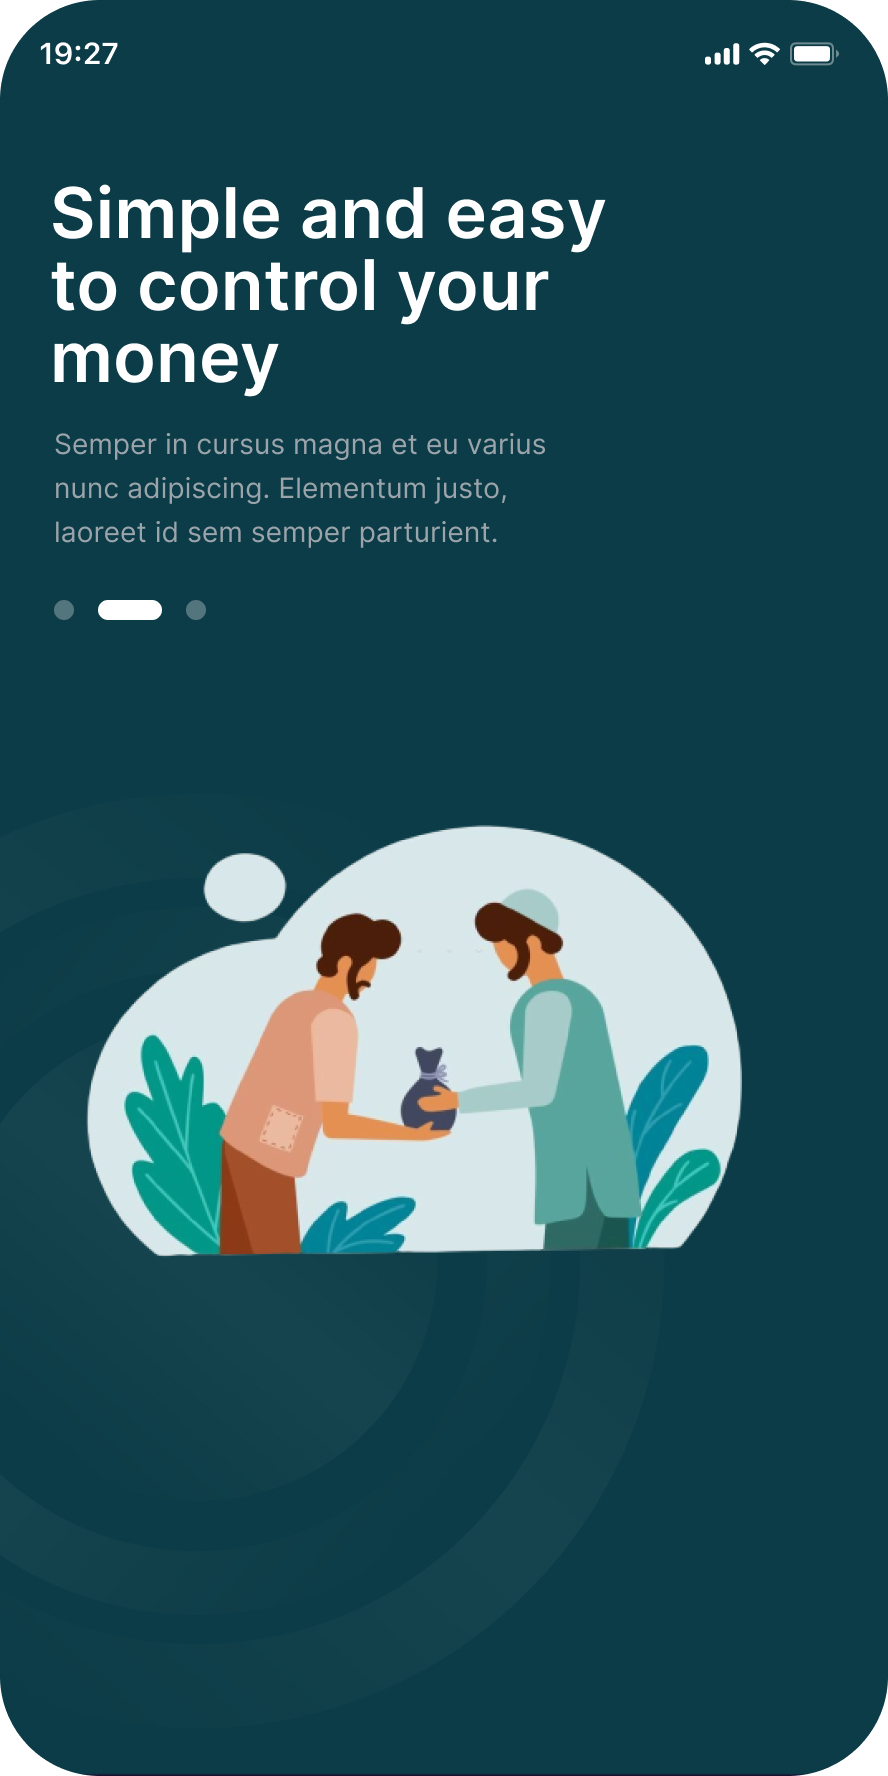 19:27
Simple and easy
to control your
money
Semper in cursus magna et eu varius
nunc adipiscing. Elementum justo,
laoreet id sem semper parturient.